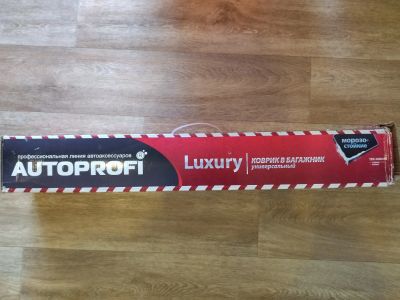 профессиональная линия автоаксессуаров
AUTOPROFI
Luxury
КОВРИК В БАГАЖНИК
универсальный
МОРОЗО-
СТОЙКИЕ